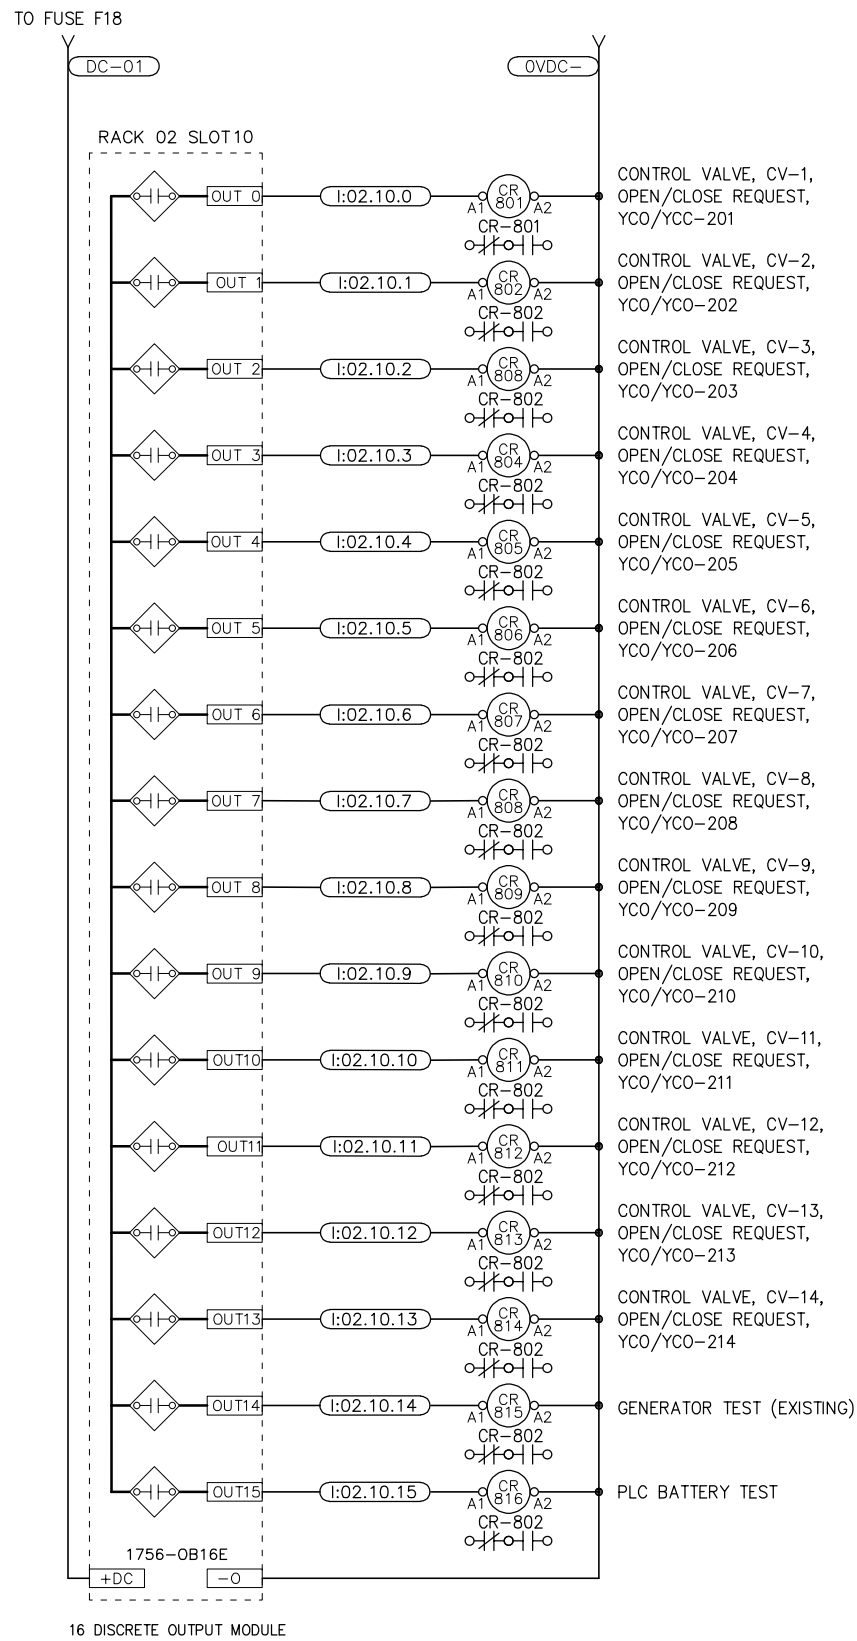 TO FUSE F18
DC-01
0VDC-
RACK 02 SLOT10
OUT 0
I:02.10.0
CR
801
A1
A2
CR-801
CONTROL VALVE, CV-1,
OPEN/CLOSE REQUEST,
YCO/YCC-201
OUT 1
I:02.10.1
CR
802
A1
A2
CR-802
CONTROL VALVE, CV-2,
OPEN/CLOSE REQUEST,
YCO/YCO-202
OUT 2
I:02.10.2
CR
808
A1
A2
CR-802
CONTROL VALVE, CV-3,
OPEN/CLOSE REQUEST,
YCO/YCO-203
OUT 3
I:02.10.3
CR
804
A1
A2
CR-802
CONTROL VALVE, CV-4,
OPEN/CLOSE REQUEST,
YCO/YCO-204
OUT 4
I:02.10.4
CR
805
A1
A2
CR-802
CONTROL VALVE, CV-5,
OPEN/CLOSE REQUEST,
YCO/YCO-205
OUT 5
I:02.10.5
CR
806
A1
A2
CR-802
CONTROL VALVE, CV-6,
OPEN/CLOSE REQUEST,
YCO/YCO-206
OUT 6
I:02.10.6
CR
807
A1
A2
CR-802
CONTROL VALVE, CV-7,
OPEN/CLOSE REQUEST,
YCO/YCO-207
OUT 7
I:02.10.7
CR
808
A1
A2
CR-802
CONTROL VALVE, CV-8,
OPEN/CLOSE REQUEST,
YCO/YCO-208
OUT 8
I:02.10.8
CR
809
A1
A2
CR-802
CONTROL VALVE, CV-9,
OPEN/CLOSE REQUEST,
YCO/YCO-209
OUT 9
I:02.10.9
CR
810
A1
A2
CR-802
CONTROL VALVE, CV-10,
OPEN/CLOSE REQUEST,
YCO/YCO-210
OUT10
I:02.10.10
CR
811
A1
A2
CR-802
CONTROL VALVE, CV-11,
OPEN/CLOSE REQUEST,
YCO/YCO-211
OUT11
I:02.10.11
CR
812
A1
A2
CR-802
CONTROL VALVE, CV-12,
OPEN/CLOSE REQUEST,
YCO/YCO-212
OUT12
I:02.10.12
CR
813
A1
A2
CR-802
CONTROL VALVE, CV-13,
OPEN/CLOSE REQUEST,
YCO/YCO-213
OUT13
I:02.10.13
CR
814
A1
A2
CR-802
CONTROL VALVE, CV-14,
OPEN/CLOSE REQUEST,
YCO/YCO-214
OUT14
I:02.10.14
CR
815
A1
A2
CR-802
GENERATOR TEST (EXISTING)
OUT15
I:02.10.15
CR
816
A1
A2
CR-802
PLC BATTERY TEST
1756-OB16E
+DC
-0
16 DISCRETE OUTPUT MODULE